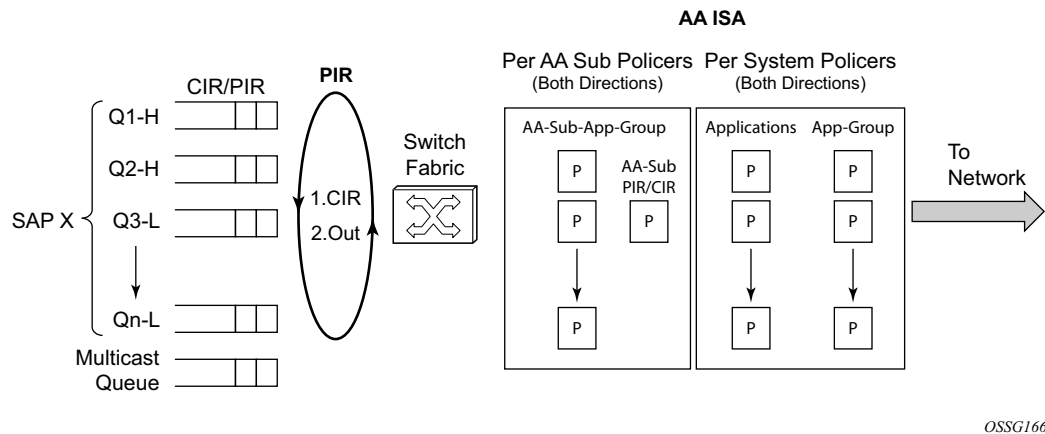 AA ISA
Per AA Sub Policers
(Both Directions)
Per System Policers
(Both Directions)
CIR/PIR
PIR
SAP X
Q1-H
Q2-H
Q3-L
Qn-L
Multicast
Queue
1.CIR
2.Out
Switch
Fabric
AA-Sub-App-Group
P
P
P
AA-Sub
PIR/CIR
P
Applications
P
P
P
App-Group
P
P
P
To
Network
OSSG166